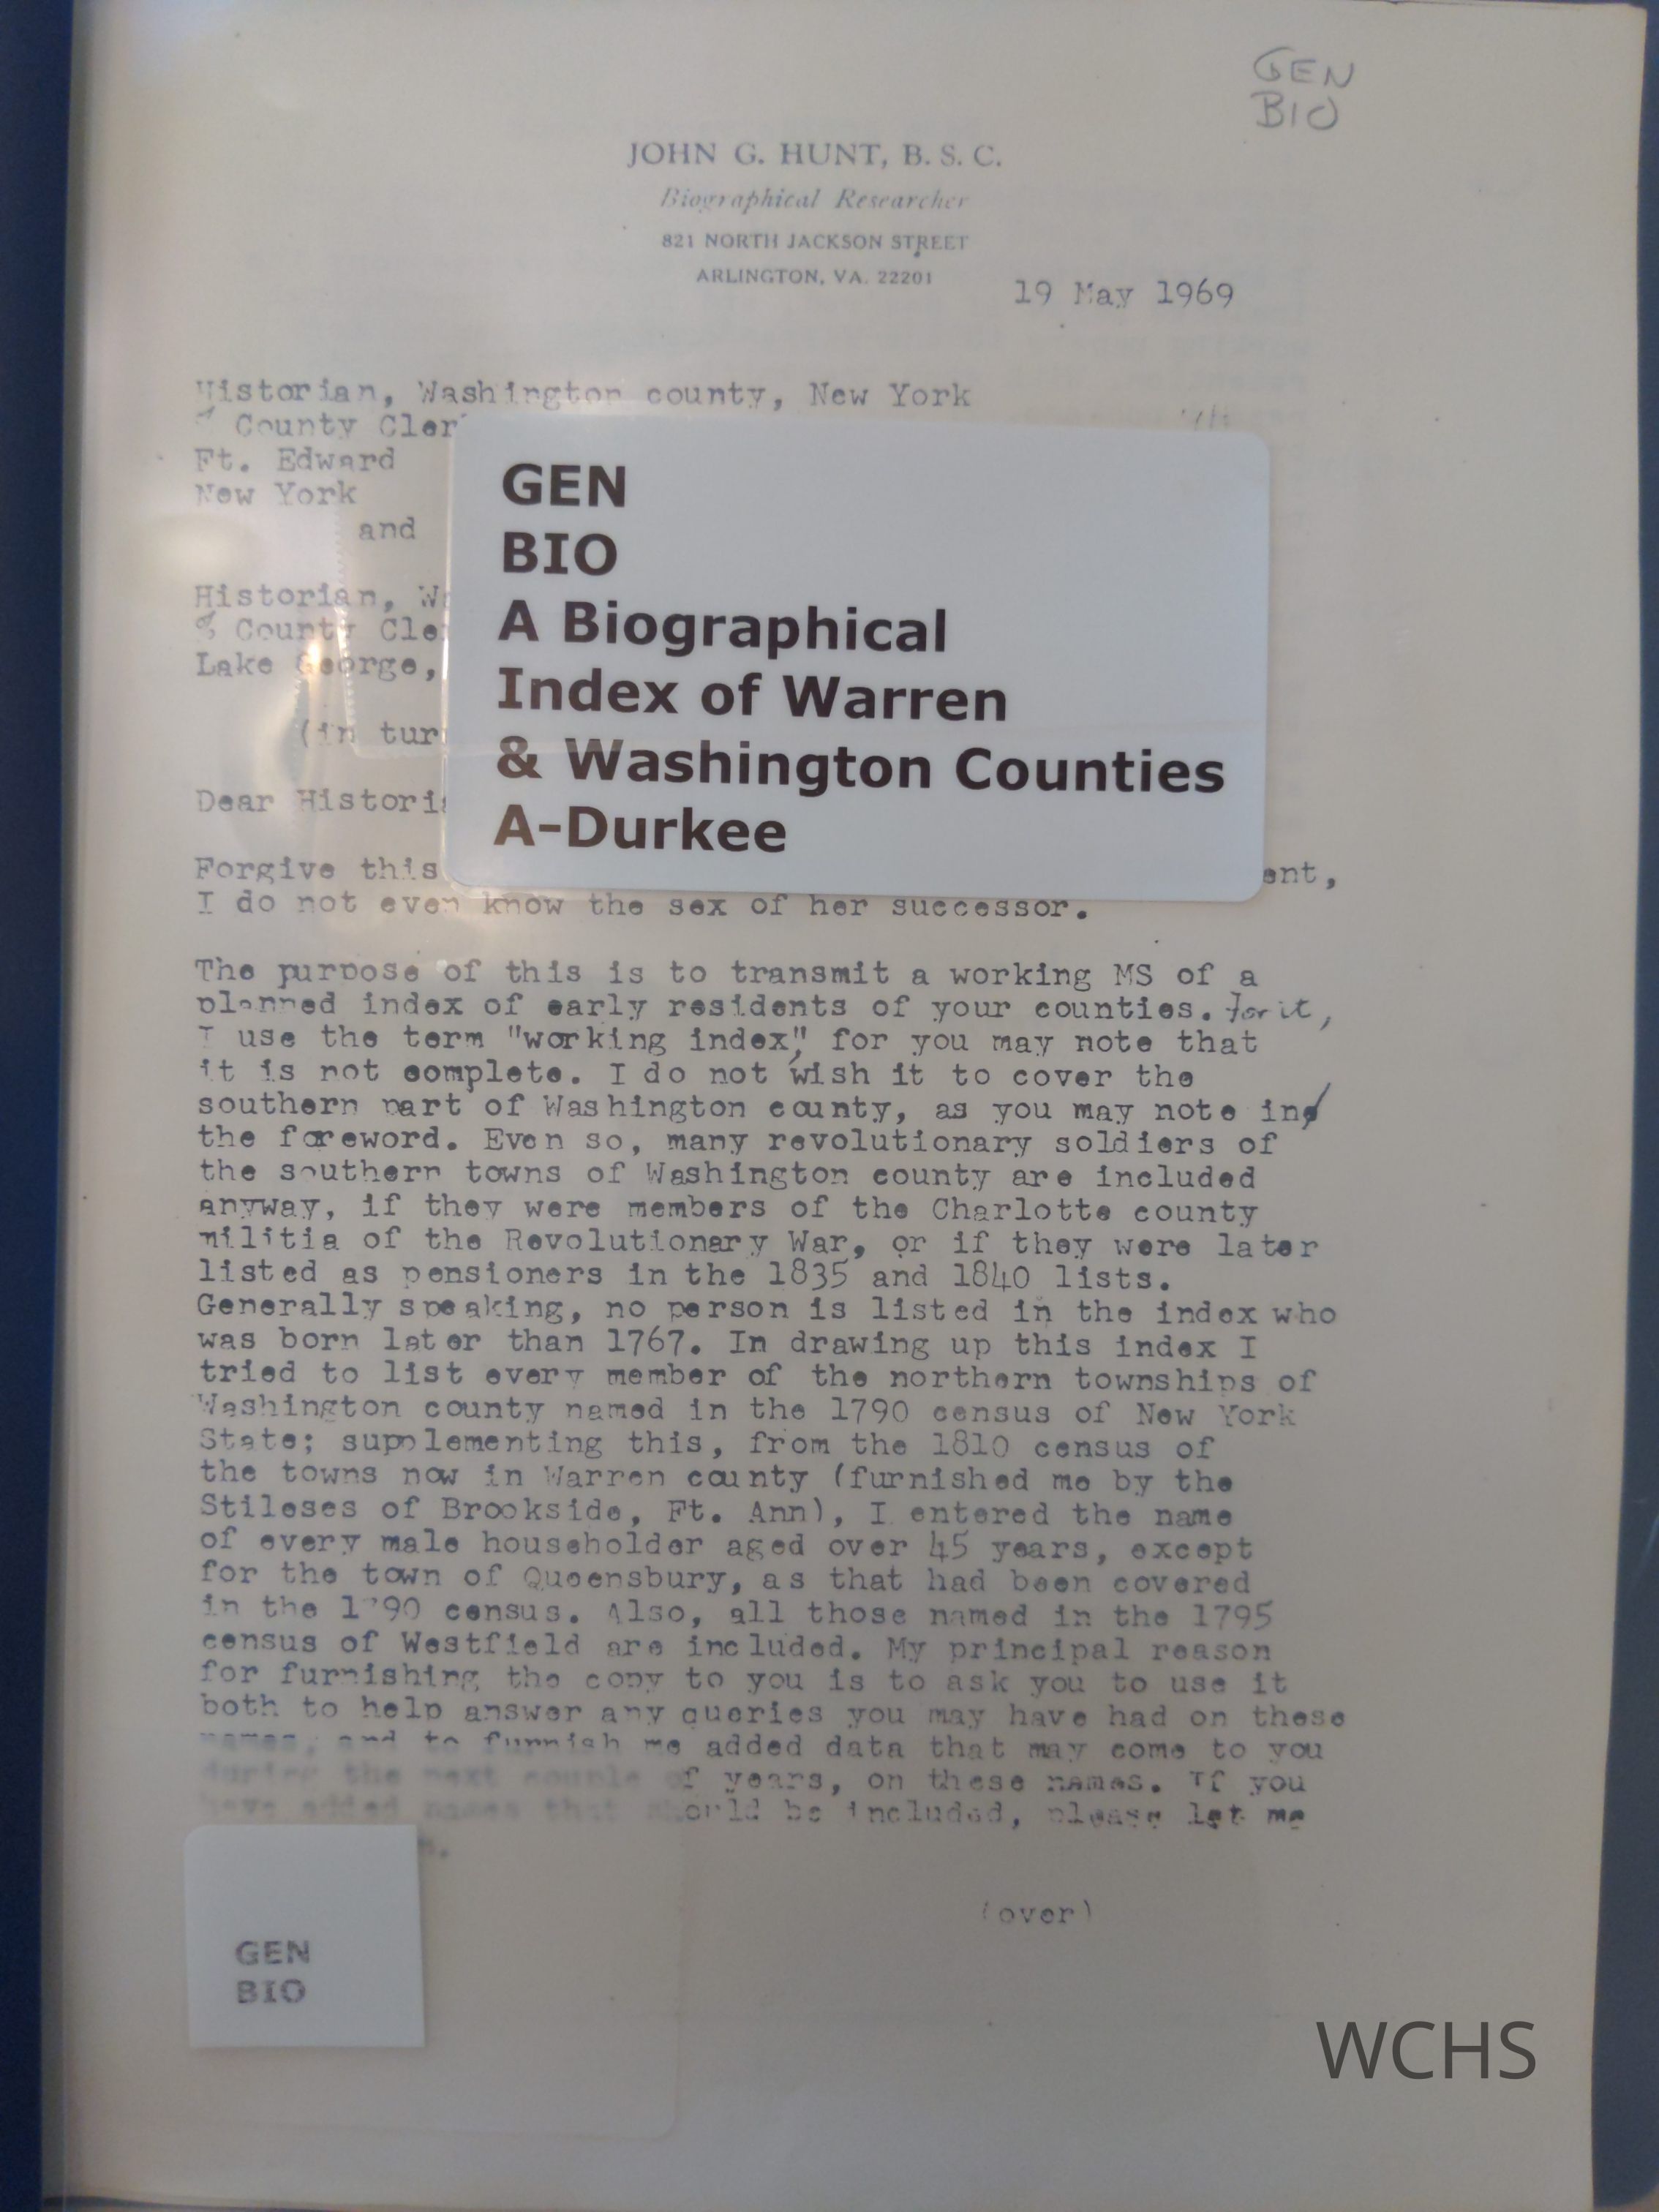 GEN
BIO
JOHN G. HUNT, B. S. C.
Biographical Researcher
821 NORTH JACKSON STREET
ARLINGTON, VA. 22201
19 May 1969
Historian, Washington county, New York
% County Cler
Ft. Edward
New York
and
Historian, W
% County Cle
Lake George,
(in tur
Dear Histori
GEN
BIO
A Biographical
Index of Warren
& Washington Counties
A-Durkee
Forgive this ent,
I do not even know the sex of her successor.
The purpose of this is to transmit a working MS of a
planned index of early residents of your counties. for it,
I use the term "working index", for you may note that
it is not complete. I do not wish it to cover the
southern part of Washington county, as you may note in
the foreword. Even so, many revolutionary soldiers of
the southern towns of Washington county are included
anyway, if they were members of the Charlotte county
militia of the Revolutionary War, or if they were later
listed as pensioners in the 1835 and 1840 lists.
Generally speaking, no person is listed in the index who
was born later than 1767. In drawing up this index I
tried to list every member of the northern townships of
Washington county named in the 1790 census of New York
State; supplementing this, from the 1810 census of
the towns now in Warren county (furnished me by the
Stileses of Brookside, Ft. Ann), I entered the name
of every male householder aged over 45 years, except
for the town of Queensbury, as that had been covered
in the 1790 census. Also, all those named in the 1795
census of Westfield are included. My principal reason
for furnishing the copy to you is to ask you to use it
both to help answer any queries you may have had on these
names, and to furnish me added data that may come to you
during the next couple of years, on these names. If you
have added names that should be included, please let me
(over)
GEN
BIO
WCHS